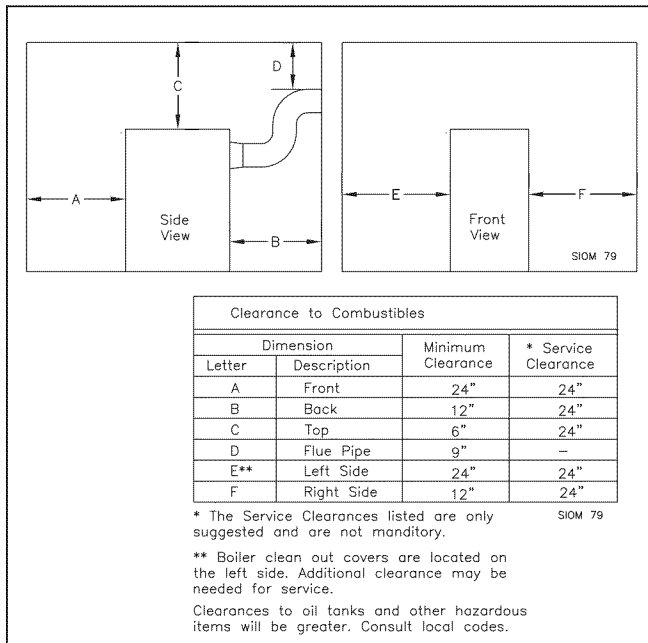 C
D
A
Side
View
B
E
F
Front
View
SIOM 79
Clearance to Combustibles
Dimension
Minimum
Clearance
* Service
Clearance
Letter Description
A Front 24" 24"
B Back 12" 24"
C Top 6" 24"
D Flue Pipe 9" –
E** Left Side 24" 24"
F Right Side 12" 24"
* The Service Clearances listed are only
suggested and are not manditory.
SIOM 79
** Boiler clean out covers are located on
the left side. Additional clearance may be
needed for service.
Clearances to oil tanks and other hazardous
items will be greater. Consult local codes.